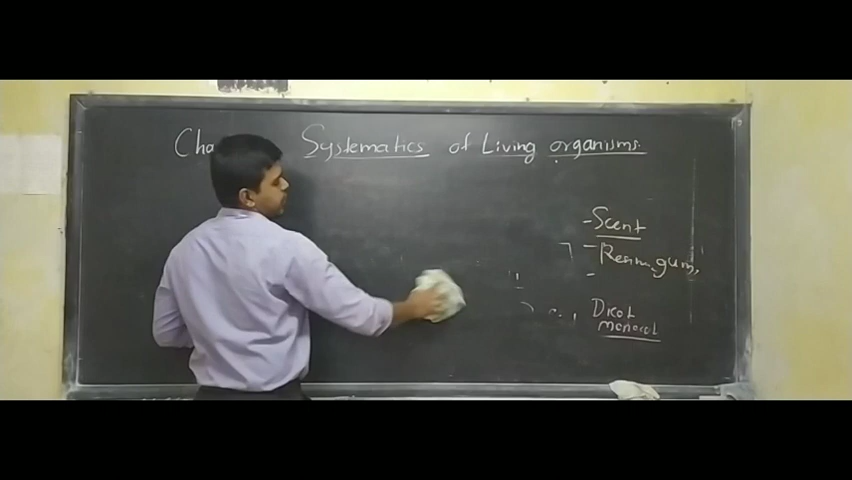 Cha Systematics of Living organisms.
- Scent
- Resin, gum,
-
Dicot
monocot